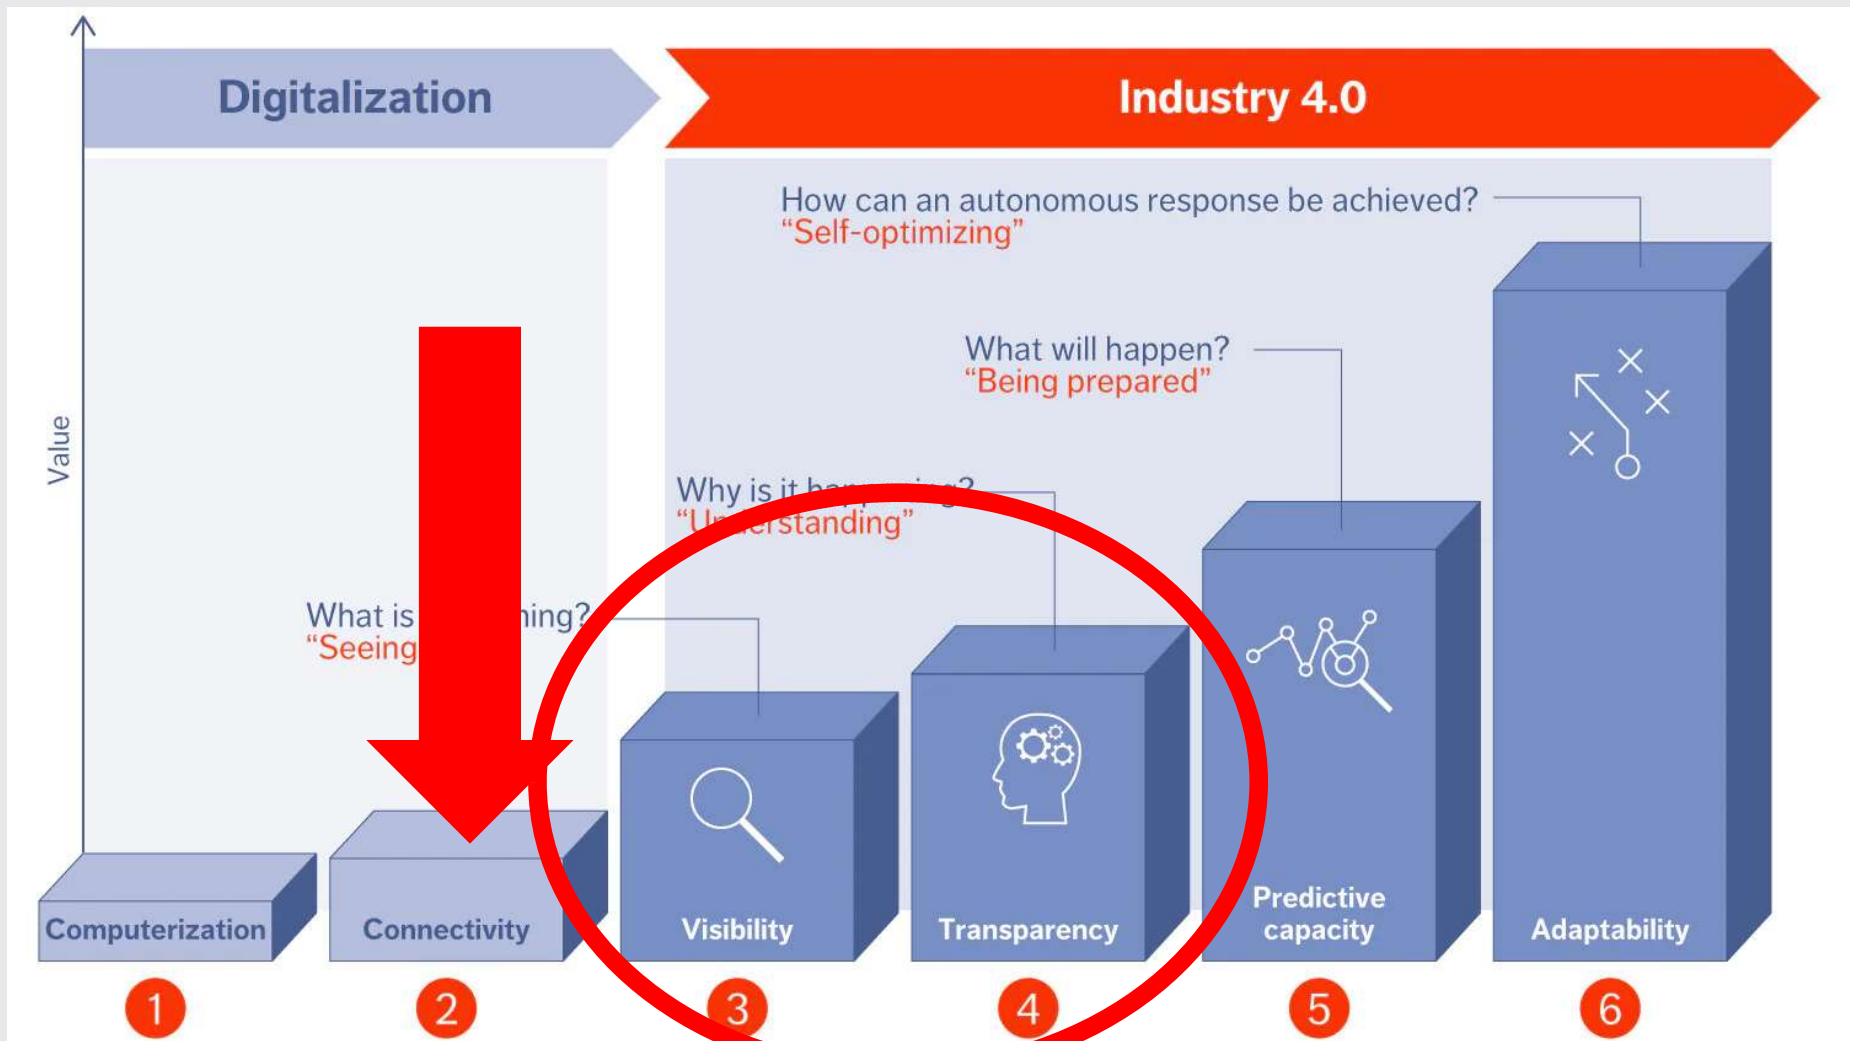 Digitalization
Industry 4.0
How can an autonomous response be achieved?
“Self-optimizing”
What will happen?
“Being prepared”
Why is it happening?
“Understanding”
What is
“Seeing
Value
Computerization
Connectivity
Visibility
Transparency
Predictive
capacity
Adaptability
1
2
3
4
5
6